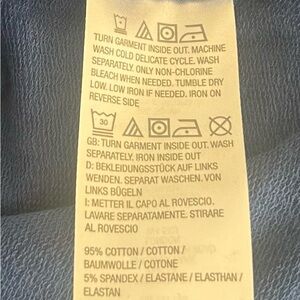 TURN GARMENT INSIDE OUT. MACHINE
WASH COLD DELICATE CYCLE. WASH
SEPARATELY. ONLY NON-CHLORINE
BLEACH WHEN NEEDED. TUMBLE DRY
LOW. LOW IRON IF NEEDED. IRON ON
REVERSE SIDE
30
GB: TURN GARMENT INSIDE OUT. WASH
SEPARATELY. IRON INSIDE OUT
D: BEKLEIDUNGSSTÜCK AUF LINKS
WENDEN. SEPARAT WASCHEN. VON
LINKS BÜGELN
I: METTER IL CAPO AL ROVESCIO.
LAVARE SEPARATAMENTE. STIRARE
AL ROVESCIO
95% COTTON / COTTON /
BAUMWOLLE / COTONE
5% SPANDEX / ELASTANE / ELASTHAN /
ELASTAN